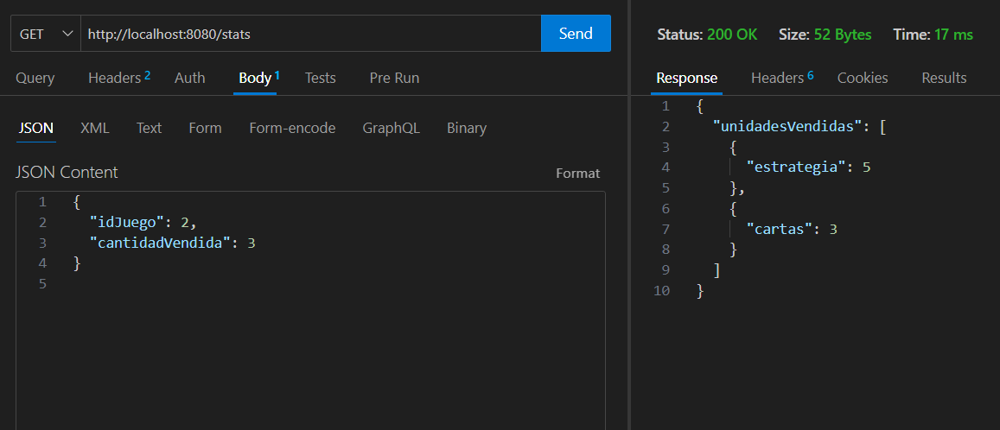 GET http://localhost:8080/stats Send
Query Headers 2 Auth Body 1 Tests Pre Run
JSON XML Text Form Form-encode GraphQL Binary
JSON Content Format
1 {
2 "idJuego": 2,
3 "cantidadVendida": 3
4 }
5
Status: 200 OK Size: 52 Bytes Time: 17 ms
Response Headers 6 Cookies Results
1 {
2 "unidadesVendidas": [
3 {
4 "estrategia": 5
5 },
6 {
7 "cartas": 3
8 }
9 ]
10 }